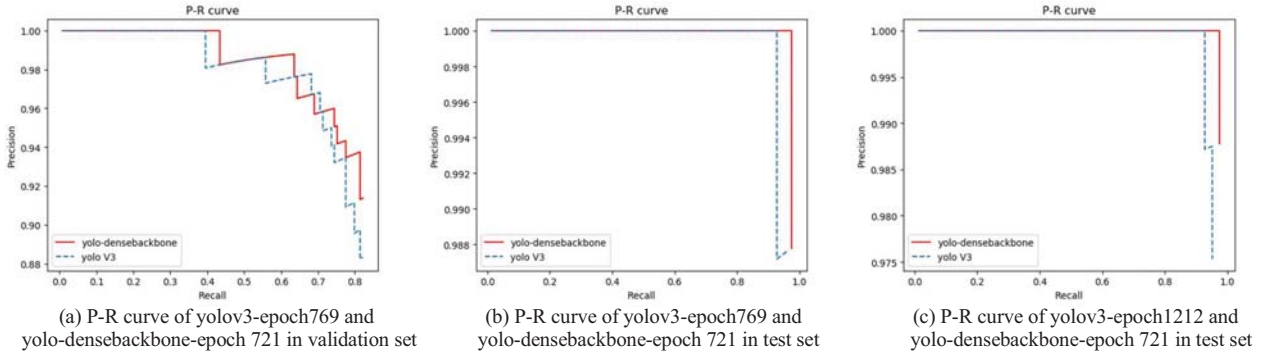 P-R curve
1.00
0.98
0.96
0.94
0.92
0.90
0.88
Precision
yolo-densebackbone
yolo V3
0.0 0.1 0.2 0.3 0.4 0.5 0.6 0.7 0.8
Recall
(a) P-R curve of yolov3-epoch769 and
yolo-densebackbone-epoch 721 in validation set
P-R curve
1.000
0.998
0.996
0.994
0.992
0.990
0.988
Precision
yolo-densebackbone
yolo V3
0.0 0.2 0.4 0.6 0.8 1.0
Recall
(b) P-R curve of yolov3-epoch769 and
yolo-densebackbone-epoch 721 in test set
P-R curve
1.000
0.995
0.990
0.985
0.980
0.975
Precision
yolo-densebackbone
yolo V3
0.0 0.2 0.4 0.6 0.8 1.0
Recall
(c) P-R curve of yolov3-epoch1212 and
yolo-densebackbone-epoch 721 in test set